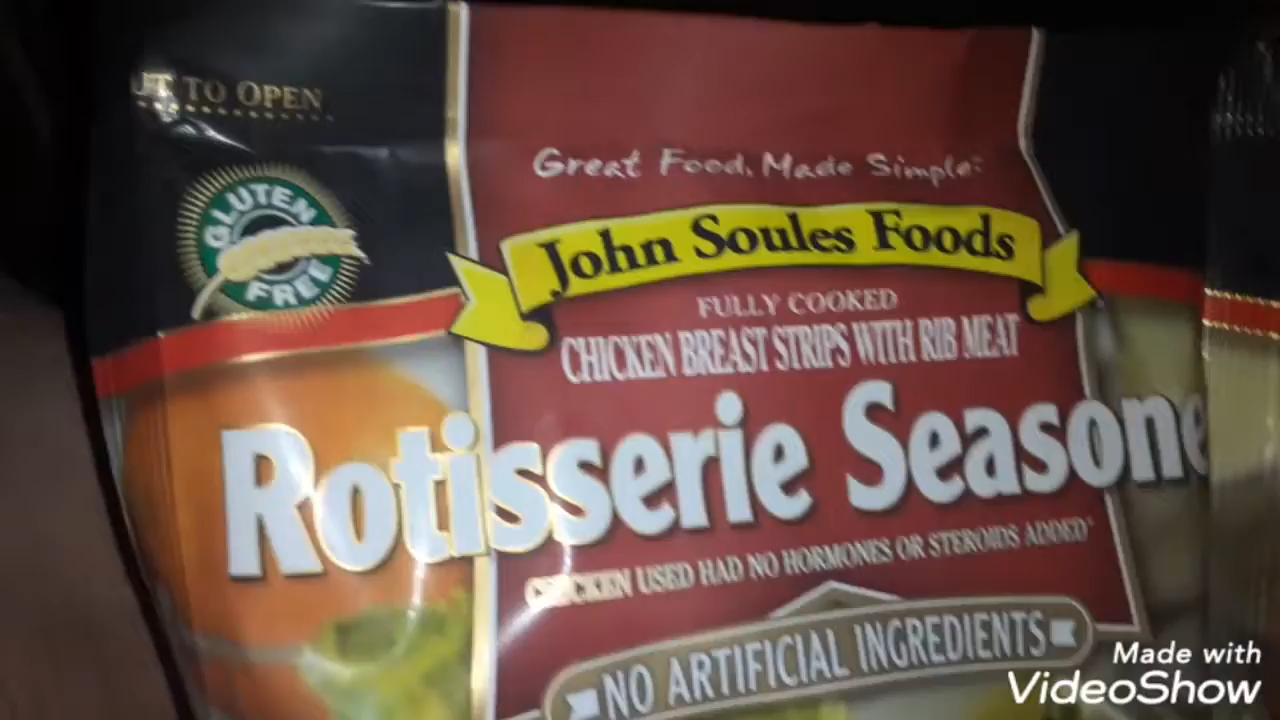 TO OPEN
GLUTEN
FREE
Great Food. Made Simple
John Soules Foods
FULLY COOKED
CHICKEN BREAST STRIPS WITH RIB MEAT
Rotisserie Seasone
CHICKEN USED HAD NO HORMONES OR STEROIDS ADDED*
NO ARTIFICIAL INGREDIENTS
Made with
VideoShow